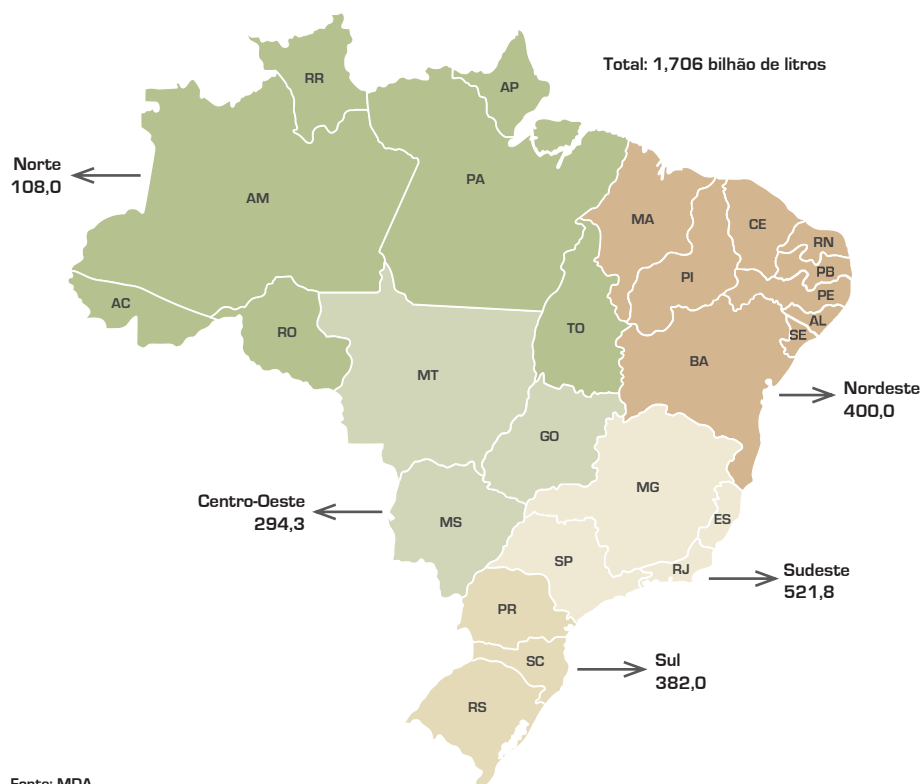 Total: 1,706 bilhão de litros
RR
AP
Norte
108,0
AM
PA
MA
CE
RN
PB
PI
PE
AL
SE
AC
RO
TO
BA
MT
Nordeste
400,0
GO
MG
Centro-Oeste
294,3
MS
ES
SP
RJ
Sudeste
521,8
PR
SC
Sul
382,0
RS
Fonte: MDA